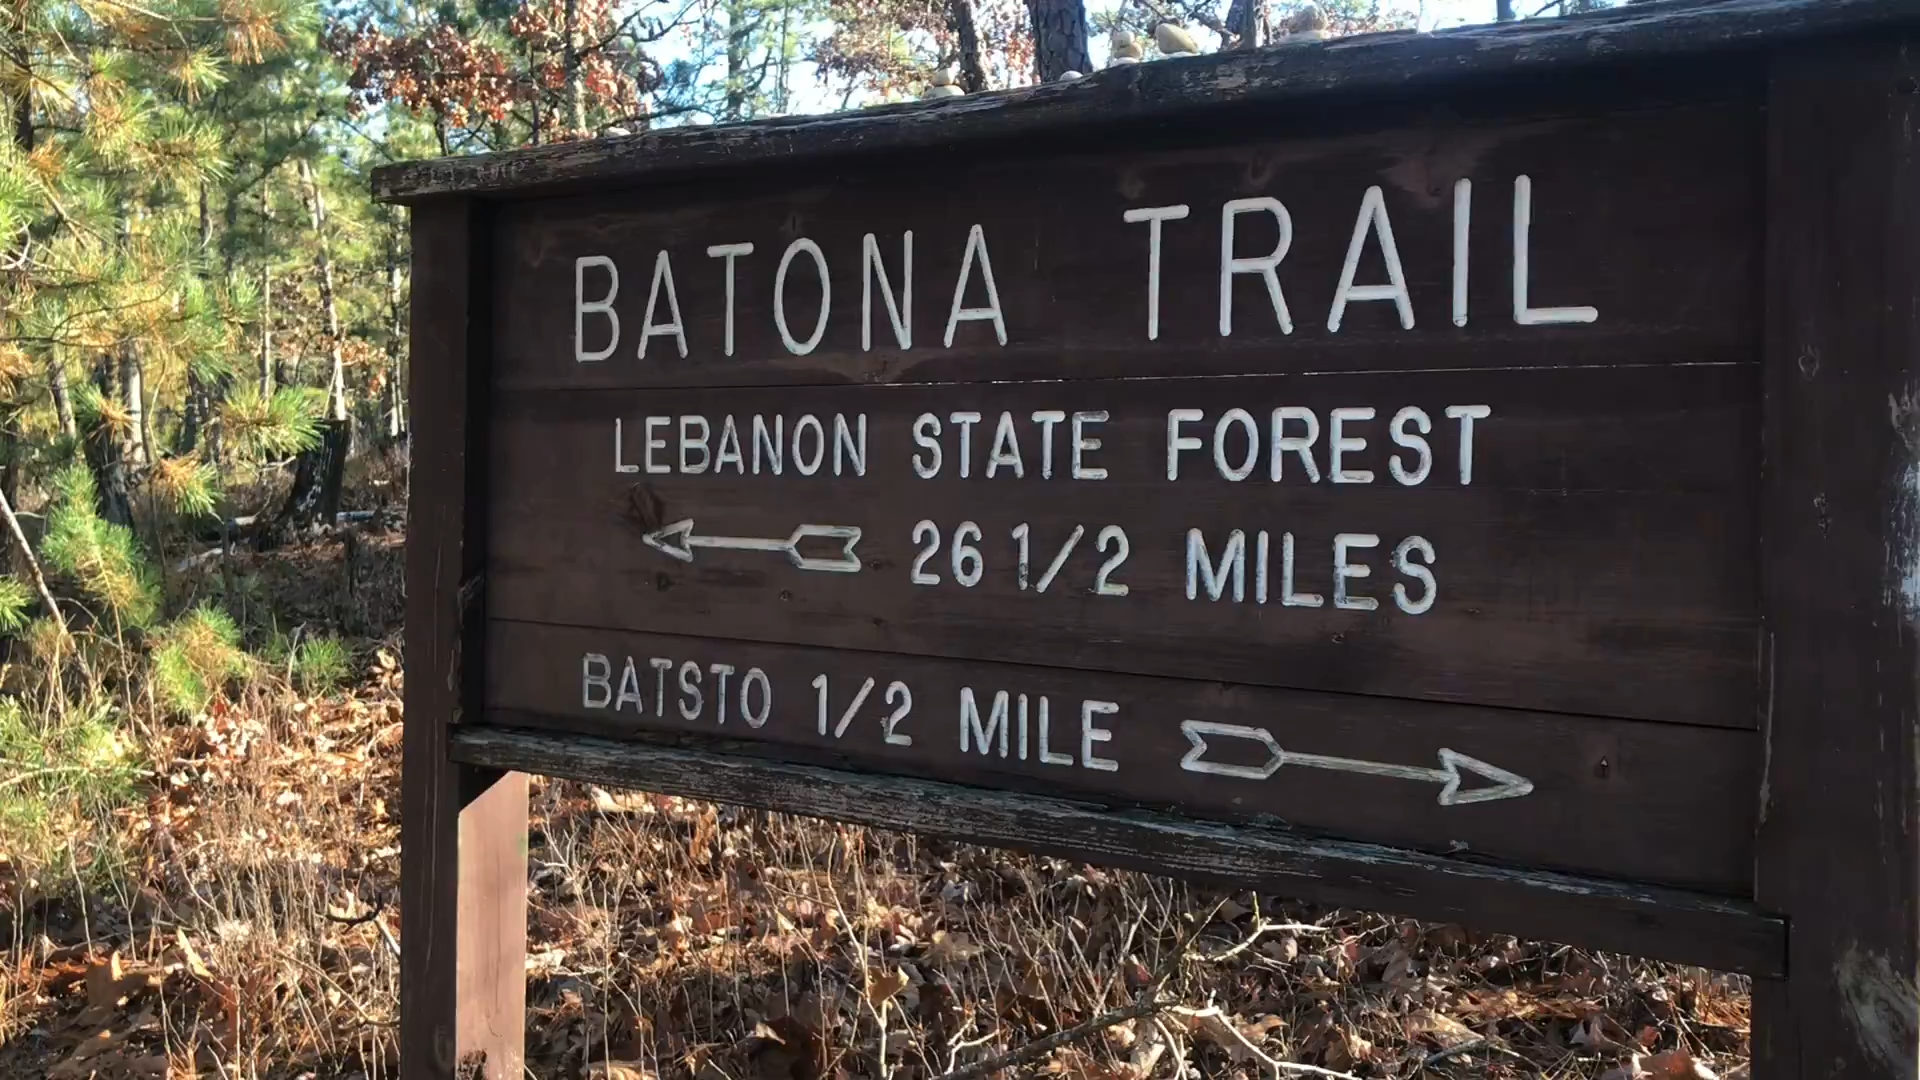 BATONA TRAIL
LEBANON STATE FOREST
26 1/2 MILES
BATSTO 1/2 MILE